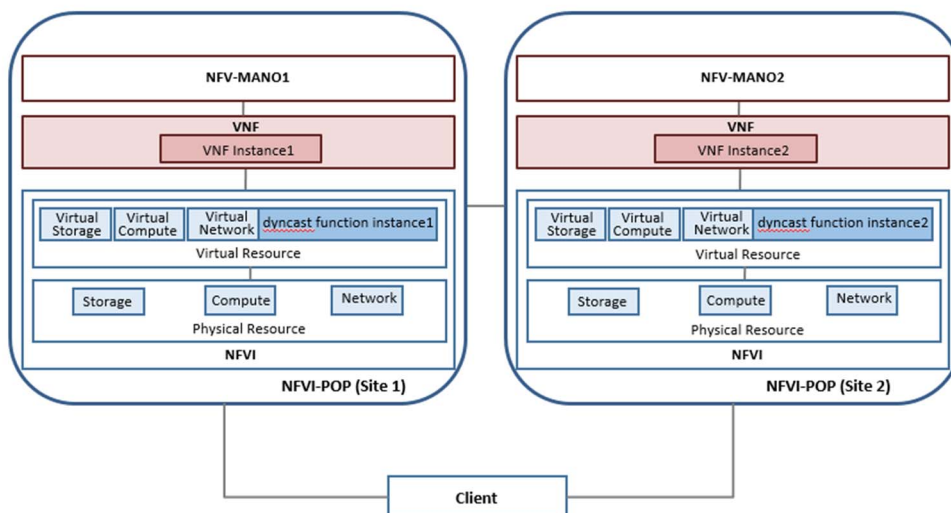 NFV-MANO1
VNF
VNF Instance1
Virtual Storage
Virtual Compute
Virtual Network
dyncast function instance1
Virtual Resource
Storage
Compute
Network
Physical Resource
NFVI
NFVI-POP (Site 1)
NFV-MANO2
VNF
VNF Instance2
Virtual Storage
Virtual Compute
Virtual Network
dyncast function instance2
Virtual Resource
Storage
Compute
Network
Physical Resource
NFVI
NFVI-POP (Site 2)
Client